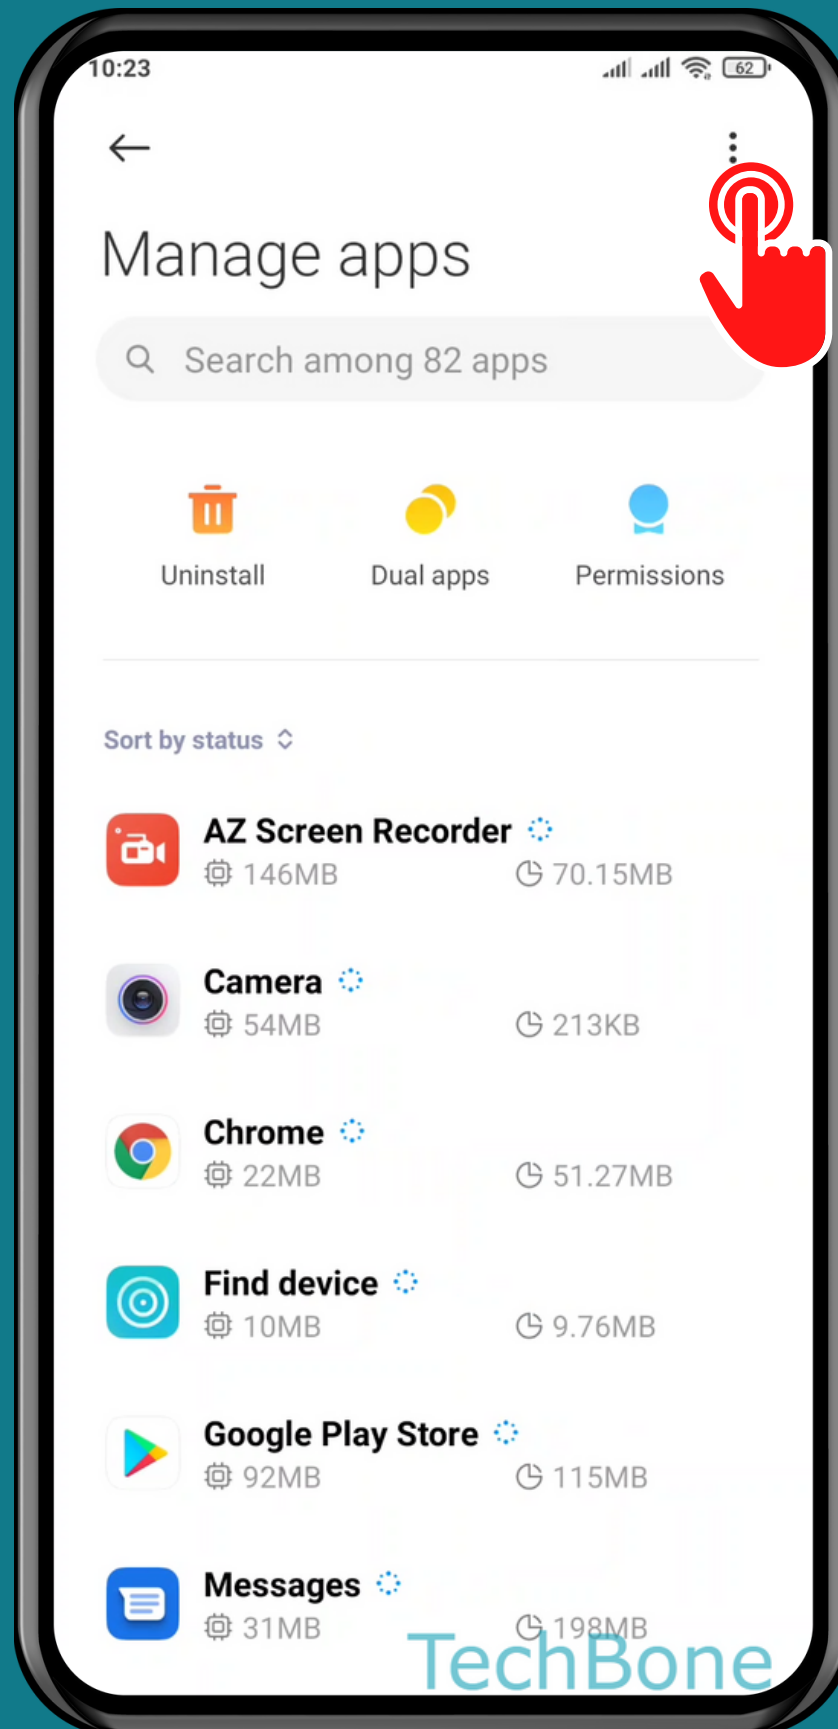 10:23 62
Manage apps
Search among 82 apps
Uninstall Dual apps Permissions
Sort by status
AZ Screen Recorder
146MB 70.15MB
Camera
54MB 213KB
Chrome
22MB 51.27MB
Find device
10MB 9.76MB
Google Play Store
92MB 115MB
Messages
31MB 198MB
TechBone